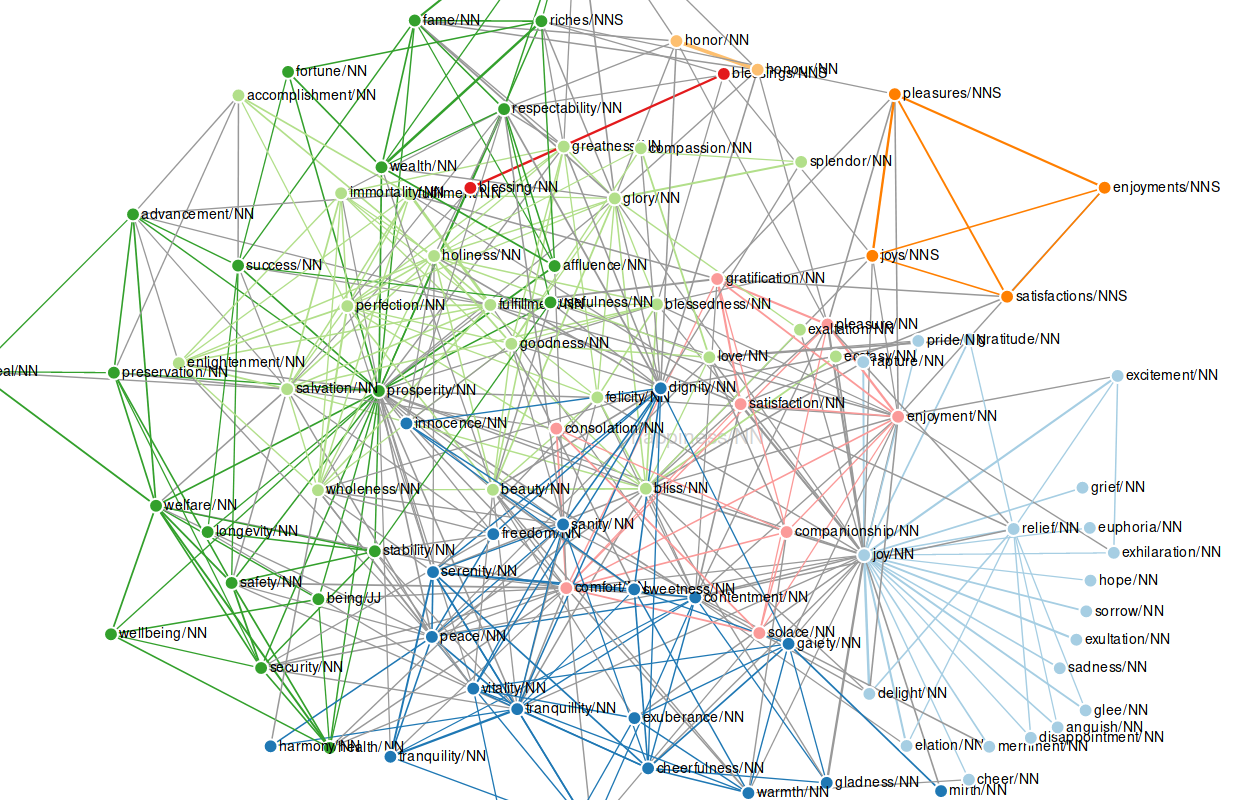 fame/NN
riches/NNS
honor/NN
honour/NN
blessings/NNS
fortune/NN
accomplishment/NN
pleasures/NNS
respectability/NN
greatness/NN
compassion/NN
splendor/NN
wealth/NN
immortality/NN
blessing/NN
enjoyments/NNS
glory/NN
advancement/NN
holiness/NN
joys/NNS
success/NN
affluence/NN
gratification/NN
satisfactions/NNS
perfection/NN
fulfillment/NN
usefulness/NN
blessedness/NN
pleasure/NN
exaltation/NN
goodness/NN
pride/NN
gratitude/NN
enlightenment/NN
love/NN
ecstasy/NN
rapture/NN
eal/NN
preservation/NN
excitement/NN
salvation/NN
prosperity/NN
dignity/NN
felicity/NN
satisfaction/NN
innocence/NN
consolation/NN
enjoyment/NN
happiness/NN
wholeness/NN
beauty/NN
bliss/NN
grief/NN
welfare/NN
longevity/NN
freedom/NN
sanity/NN
companionship/NN
relief/NN
euphoria/NN
stability/NN
joy/NN
exhilaration/NN
safety/NN
serenity/NN
comfort/NN
sweetness/NN
contentment/NN
hope/NN
being/JJ
sorrow/NN
wellbeing/NN
peace/NN
solace/NN
gaiety/NN
exultation/NN
security/NN
sadness/NN
vitality/NN
delight/NN
tranquillity/NN
exuberance/NN
glee/NN
anguish/NN
disappointment/NN
harmony/NN
health/NN
tranquility/NN
elation/NN
merriment/NN
cheerfulness/NN
warmth/NN
gladness/NN
cheer/NN
mirth/NN